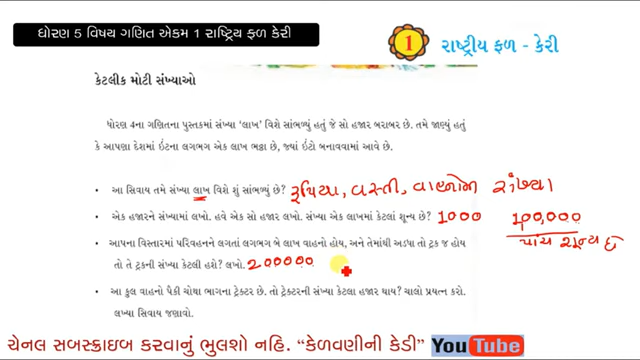 ધોરણ 5 વિષય ગણિત એકમ 1 રાષ્ટ્રિય ફળ કેરી
1 રાષ્ટ્રીય ફળ - કેરી
કેટલીક મોટી સંખ્યાઓ
ધોરણ 4ના ગણિતના પુસ્તકમાં સંખ્યા ‘લાખ’ વિશે સાંભળ્યું હતું જે સો હજાર બરાબર છે. તમે જાણ્યું હતું
કે આપણા દેશમાં ઈંટના લગભગ એક લાખ ભઠ્ઠા છે, જ્યાં ઈંટો બનાવવામાં આવે છે.
• આ સિવાય તમે સંખ્યા લાખ વિશે શું સાંભળ્યું છે? રૂપિયા, વસ્તી, વાહનોની સંખ્યા
• એક હજારને સંખ્યામાં લખો. હવે એક સો હજાર લખો. સંખ્યા એક લાખમાં કેટલાં શૂન્ય છે? 1000 100,000
પાંચ શૂન્ય છે
• આપના વિસ્તારમાં પરિવહનને લગતાં લગભગ બે લાખ વાહનો હોય, અને તેમાંથી અડધા તો ટ્રક જ હોય
તો તે ટ્રકની સંખ્યા કેટલી હશે? લખો. 200000
• આ કુલ વાહનો પૈકી ચોથા ભાગના ટ્રેક્ટર છે. તો ટ્રેક્ટરની સંખ્યા કેટલા હજાર થાય? ચાલો પ્રયત્ન કરો.
લખ્યા સિવાય જણાવો.
ચેનલ સબસ્ક્રાઇબ કરવાનું ભુલશો નહિ. “કેળવણીની કેડી” YouTube